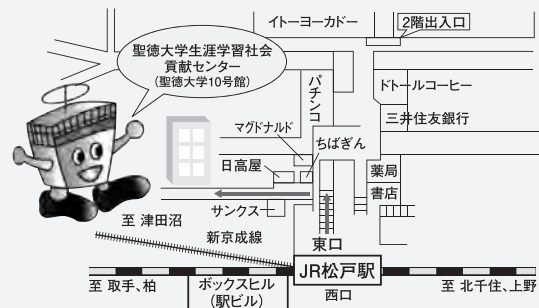 イトーヨーカドー
2階出入口
聖徳大学生涯学習社会
貢献センター
(聖徳大学10号館)
パチンコ
ドトールコーヒー
三井住友銀行
マグドナルド
ちばぎん
日高屋
薬局
書店
サンクス
至 津田沼
新京成線
東口
JR松戸駅
至 取手、柏
ボックスヒル
(駅ビル)
西口
至 北千住、上野